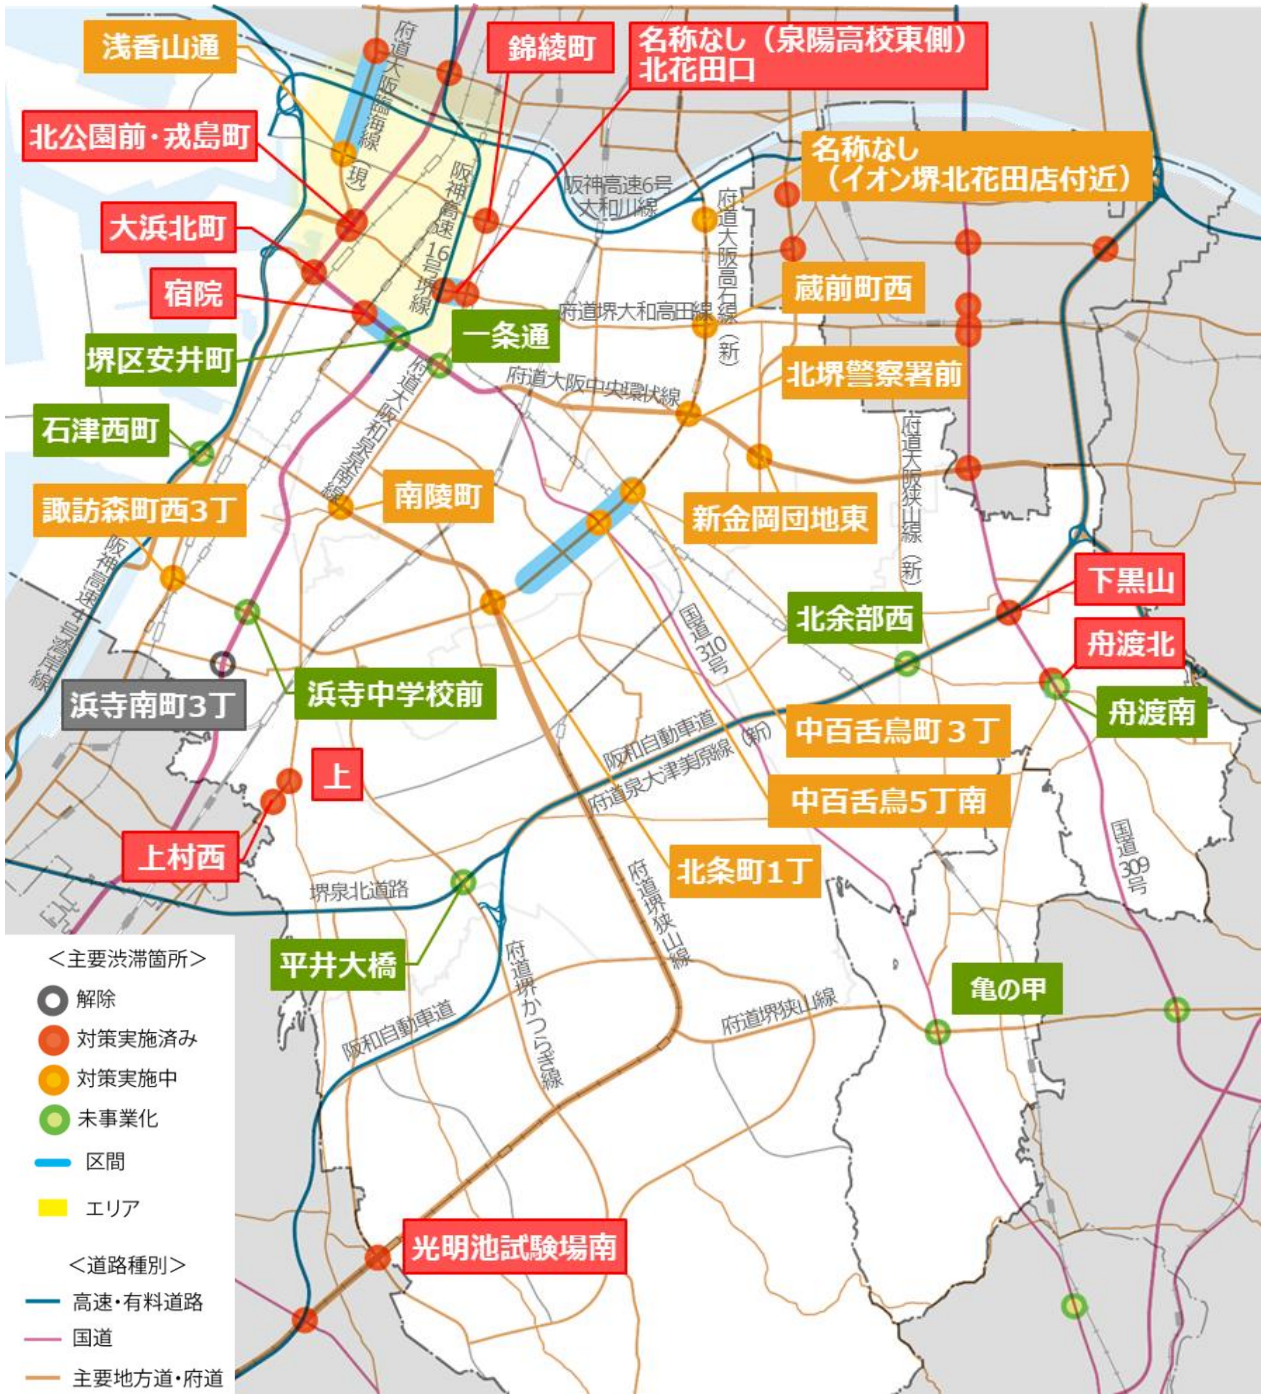 浅香山通
錦綾町
名称なし（泉陽高校東側）
北花田口
北公園前・戎島町
名称なし
（イオン堺北花田店付近）
大浜北町
宿院
蔵前町西
堺区安井町
一条通
北堺警察署前
石津西町
諏訪森町西3丁
南陵町
新金岡団地東
下黒山
北余部西
舟渡北
舟渡南
浜寺南町3丁
浜寺中学校前
中百舌鳥町３丁
中百舌鳥5丁南
上
上村西
北条町1丁
平井大橋
亀の甲
光明池試験場南
府道大阪臨海線
（現）
阪神高速16号堺線
阪神高速6号
大和川線
府道大阪高石線（新）
府道堺大和高田線
府道大阪中央環状線
府道大阪和泉泉南線
府道大阪狭山線（新）
阪神高速4号湾岸線
国道310号
阪和自動車道
府道泉大津美原線（新）
国道309号
堺泉北道路
府道堺狭山線
府道堺かつらぎ線
阪和自動車道
府道堺狭山線
＜主要渋滞箇所＞
解除
対策実施済み
対策実施中
未事業化
区間
エリア
＜道路種別＞
高速・有料道路
国道
主要地方道・府道